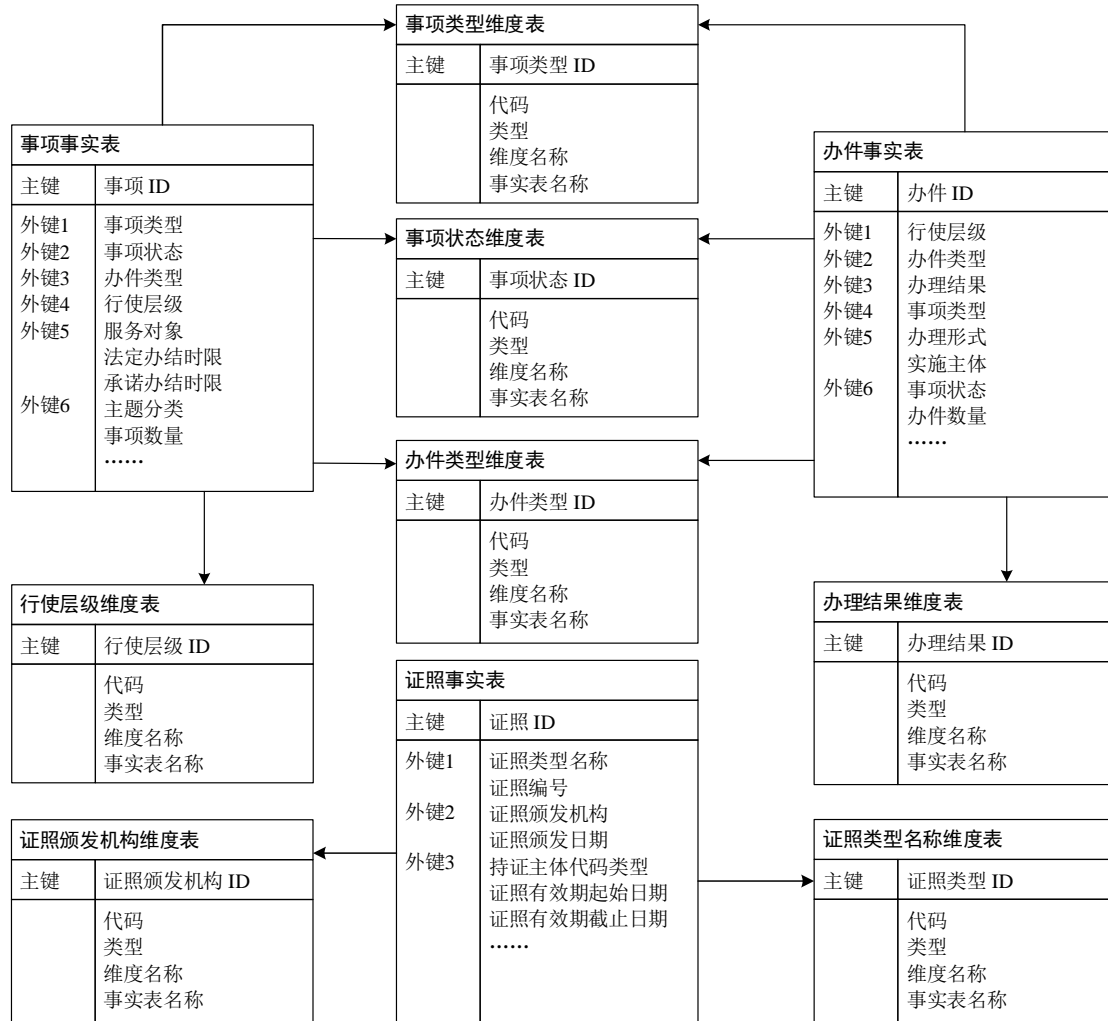 事项类型维度表
主键 事项类型 ID
代码
类型
维度名称
事实表名称
事项事实表
主键 事项 ID
外键1 事项类型
外键2 事项状态
外键3 办件类型
外键4 行使层级
外键5 服务对象
法定办结时限
承诺办结时限
外键6 主题分类
事项数量
……
办件事实表
主键 办件 ID
外键1 行使层级
外键2 办件类型
外键3 办理结果
外键4 事项类型
外键5 办理形式
实施主体
外键6 事项状态
办件数量
……
事项状态维度表
主键 事项状态 ID
代码
类型
维度名称
事实表名称
办件类型维度表
主键 办件类型 ID
代码
类型
维度名称
事实表名称
行使层级维度表
主键 行使层级 ID
代码
类型
维度名称
事实表名称
办理结果维度表
主键 办理结果 ID
代码
类型
维度名称
事实表名称
证照事实表
主键 证照 ID
外键1 证照类型名称
证照编号
外键2 证照颁发机构
证照颁发日期
外键3 持证主体代码类型
证照有效期起始日期
证照有效期截止日期
……
证照颁发机构维度表
主键 证照颁发机构 ID
代码
类型
维度名称
事实表名称
证照类型名称维度表
主键 证照类型 ID
代码
类型
维度名称
事实表名称